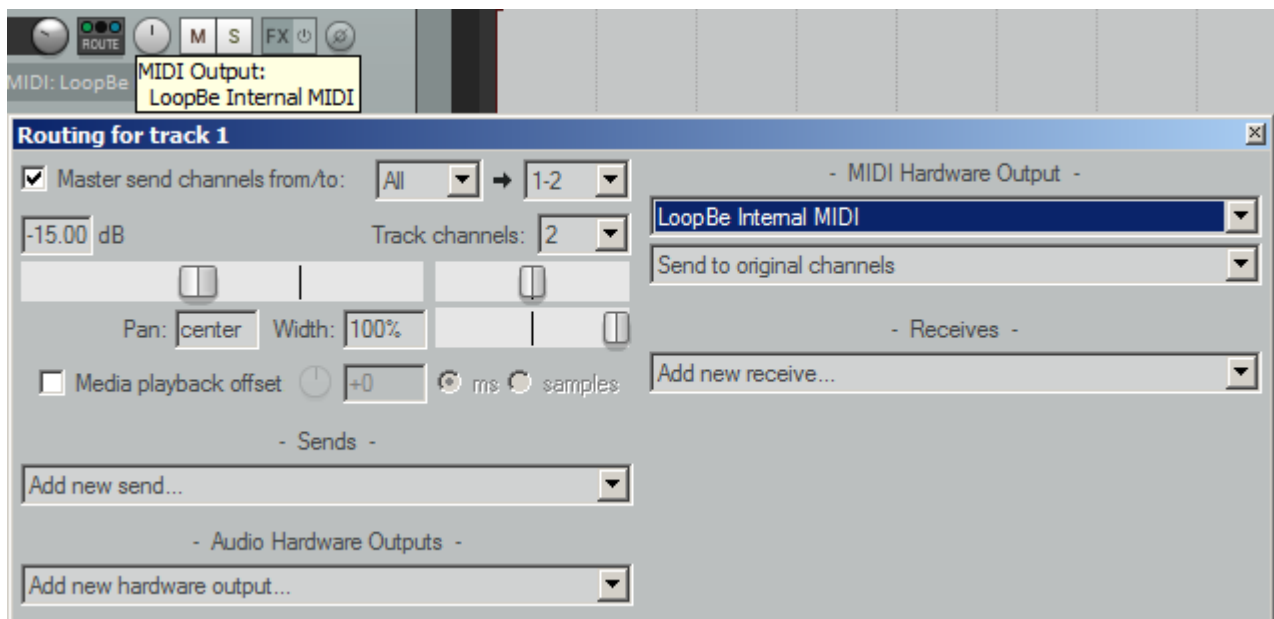 ROUTE
M S FX
MIDI: LoopBe
MIDI Output:
LoopBe Internal MIDI
Routing for track 1
Master send channels from/to: All 1-2
-15.00 dB Track channels: 2
Pan: center Width: 100%
Media playback offset +0 ms samples
- Sends -
Add new send...
- Audio Hardware Outputs -
Add new hardware output...
- MIDI Hardware Output -
LoopBe Internal MIDI
Send to original channels
- Receives -
Add new receive...